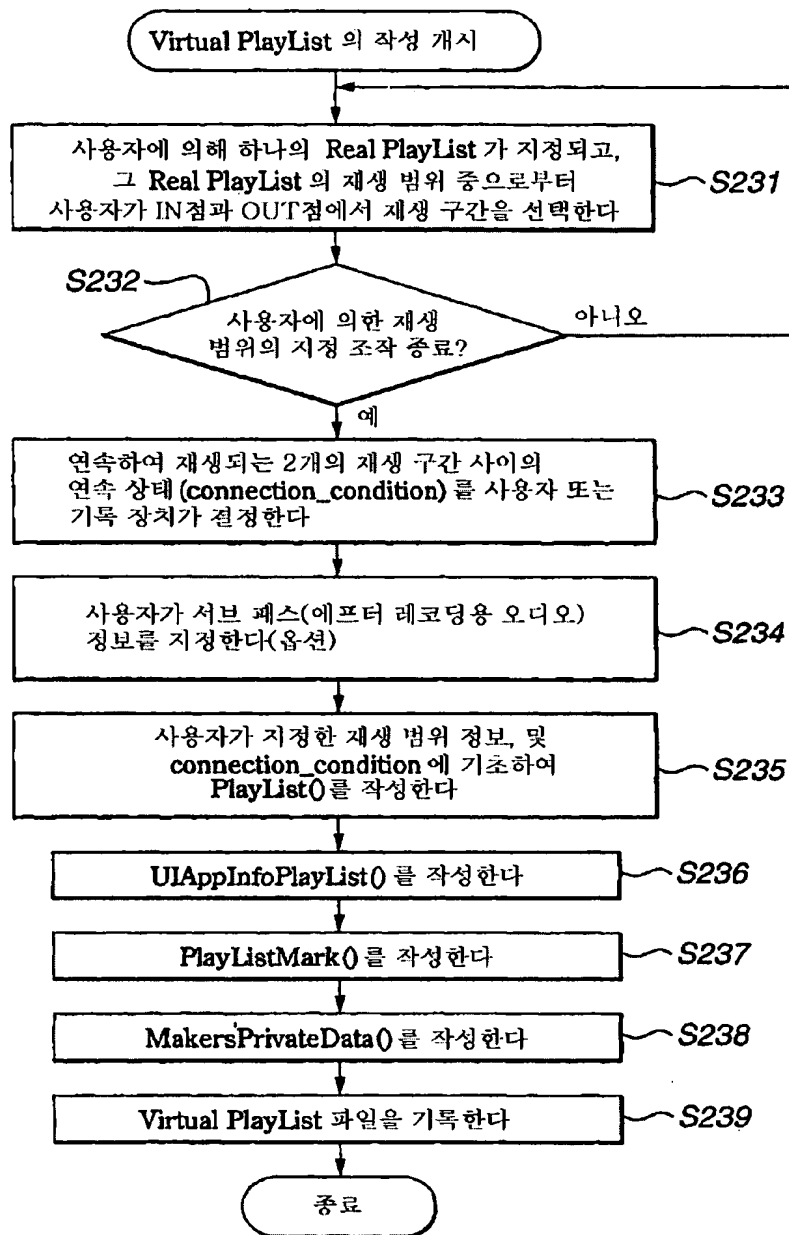 Virtual PlayList 의 작성 개시
사용자에 의해 하나의 Real PlayList 가 지정되고,
그 Real PlayList 의 재생 범위 중으로부터
사용자가 IN점과 OUT점에서 재생 구간을 선택한다
S231
S232
사용자에 의한 재생
범위의 지정 조작 종료?
아니오
예
연속하여 재생되는 2개의 재생 구간 사이의
연속 상태 (connection_condition) 를 사용자 또는
기록 장치가 결정한다
S233
사용자가 서브 패스(에프터 레코딩용 오디오)
정보를 지정한다(옵션)
S234
사용자가 지정한 재생 범위 정보, 및
connection_condition 에 기초하여
PlayList()를 작성한다
S235
UIAppInfoPlayList() 를 작성한다
S236
PlayListMark() 를 작성한다
S237
Makers'PrivateData() 를 작성한다
S238
Virtual PlayList 파일을 기록한다
S239
종료